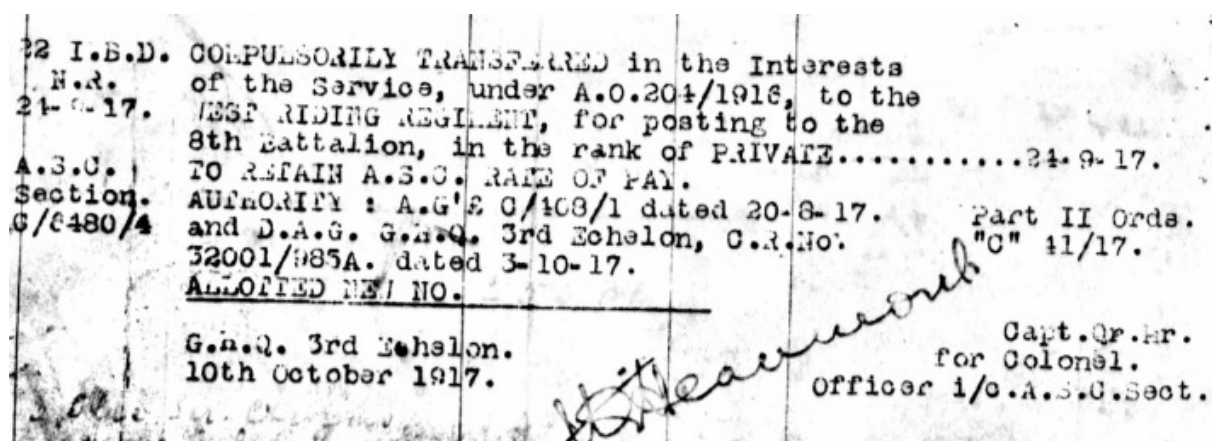 22 I.B.D. COMPULSORILY TRANSFERRED in the Interests
N.R. of the Service, under A.O.204/1916, to the
24-9-17. WEST RIDING REGIMENT, for posting to the
8th Battalion, in the rank of PRIVATE............24-9-17.
A.S.C. TO RETAIN A.S.C. RATE OF PAY.
Section. AUTHORITY : A.G's C/408/1 dated 20-8-17. Part II Ords.
C/6480/4 and D.A.G. G.H.Q. 3rd Echelon, C.R.No. "C" 41/17.
32001/985A. dated 3-10-17.
ALLOTTED NEW NO.
G.H.Q. 3rd Echelon. Capt.Qr.Mr.
10th October 1917. for Colonel.
Officer i/c.A.S.C.Sect.